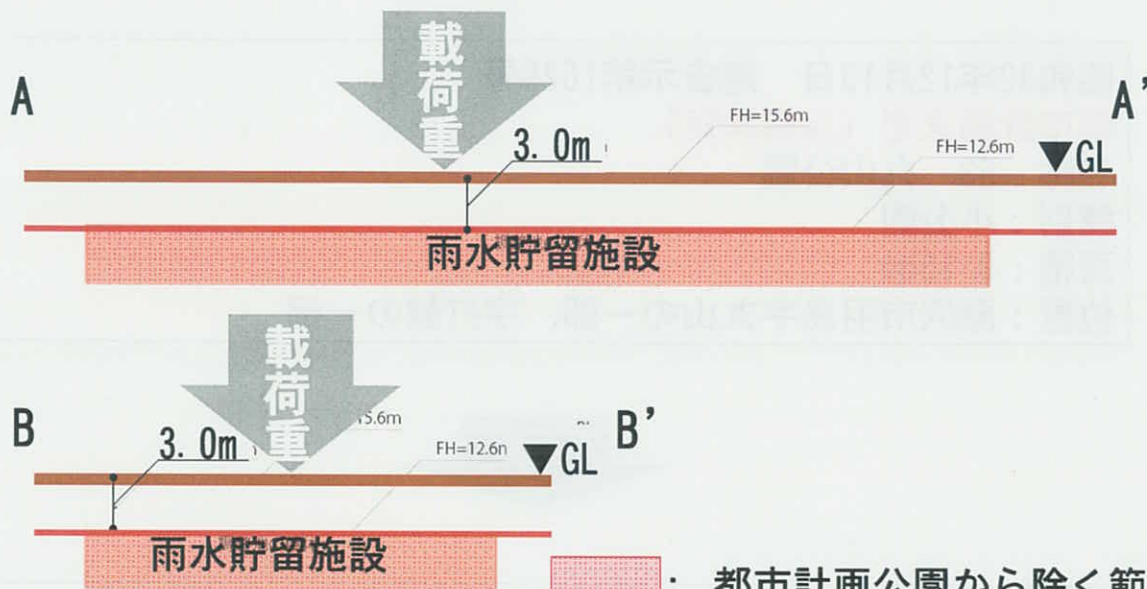 載荷重
A
A'
FH=15.6m
3.0m
FH=12.6m
▼GL
雨水貯留施設
載荷重
B
B'
5.6m
3.0m
FH=12.6n
▼GL
雨水貯留施設
： 都市計画公園から除く範